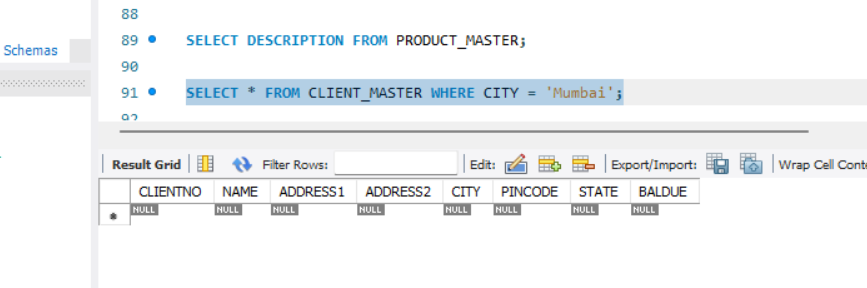 88
Schemas
89 SELECT DESCRIPTION FROM PRODUCT_MASTER;
90
91 SELECT * FROM CLIENT_MASTER WHERE CITY = 'Mumbai';
92
Result Grid Filter Rows: Edit: Export/Import: Wrap Cell Conte
CLIENTNO NAME ADDRESS1 ADDRESS2 CITY PINCODE STATE BALDUE
NULL NULL NULL NULL NULL NULL NULL NULL